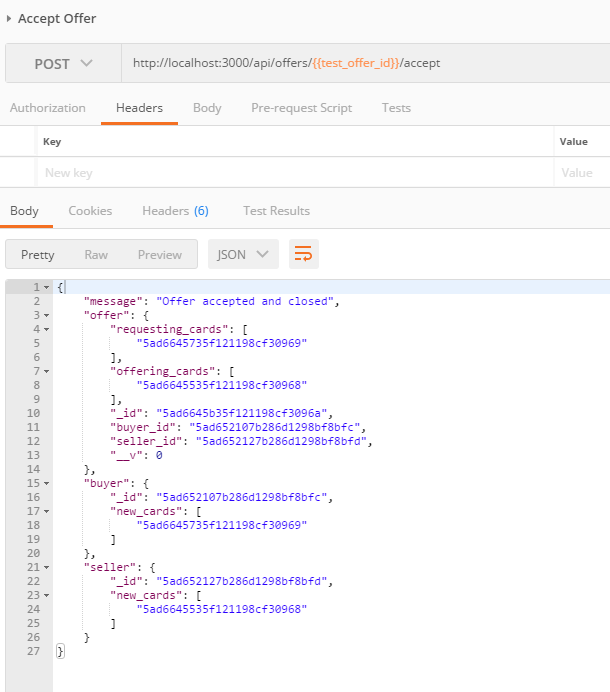 Accept Offer
POST http://localhost:3000/api/offers/{{test_offer_id}}/accept
Authorization Headers Body Pre-request Script Tests
Key Value
New key Value
Body Cookies Headers (6) Test Results
Pretty Raw Preview JSON
1 {
2 "message": "Offer accepted and closed",
3 "offer": {
4 "requesting_cards": [
5 "5ad6645735f121198cf30969"
6 ],
7 "offering_cards": [
8 "5ad6645535f121198cf30968"
9 ],
10 "_id": "5ad6645b35f121198cf3096a",
11 "buyer_id": "5ad652107b286d1298bf8bfc",
12 "seller_id": "5ad652127b286d1298bf8bfd",
13 "__v": 0
14 },
15 "buyer": {
16 "_id": "5ad652107b286d1298bf8bfc",
17 "new_cards": [
18 "5ad6645735f121198cf30969"
19 ]
20 },
21 "seller": {
22 "_id": "5ad652127b286d1298bf8bfd",
23 "new_cards": [
24 "5ad6645535f121198cf30968"
25 ]
26 }
27 }